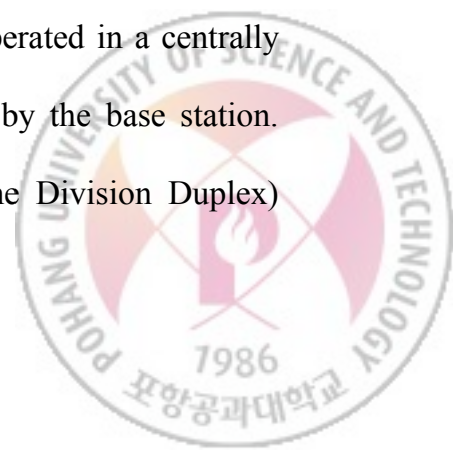 perated in a centrally
by the base station.
ne Division Duplex)
POHANG UNIVERSITY OF SCIENCE AND TECHNOLOGY
1986
포항공과대학교